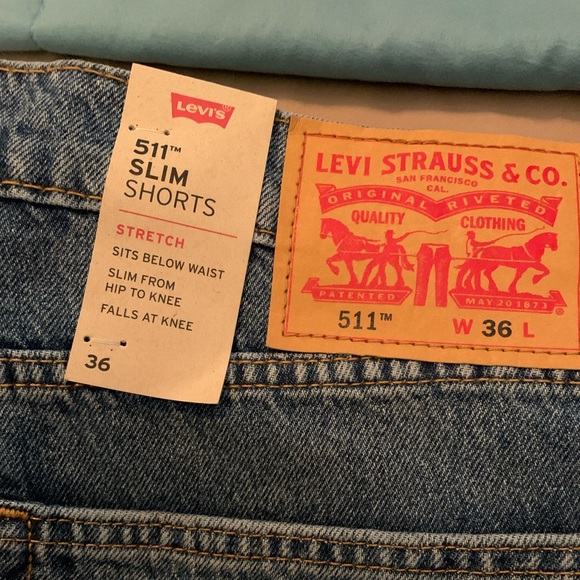 Levi's
511™
SLIM
SHORTS
STRETCH
SITS BELOW WAIST
SLIM FROM
HIP TO KNEE
FALLS AT KNEE
36
LEVI STRAUSS & CO.
SAN FRANCISCO
CAL.
ORIGINAL RIVETED
QUALITY CLOTHING
PATENTED MAY 20 1873
511™ W 36 L